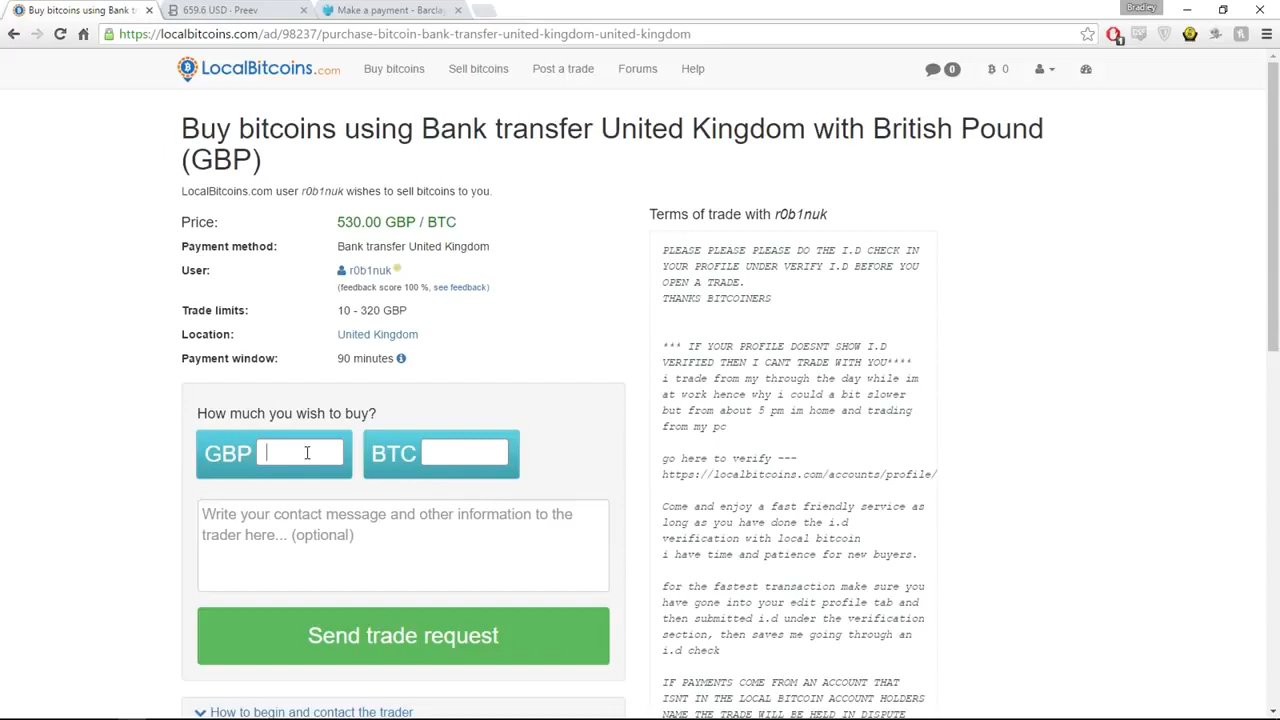 Buy bitcoins using Bank t
659.6 USD - Preev
Make a payment - Barcla
Bradley
https://localbitcoins.com/ad/98237/purchase-bitcoin-bank-transfer-united-kingdom-united-kingdom
1
LocalBitcoins.com
Buy bitcoins
Sell bitcoins
Post a trade
Forums
Help
0
0
Buy bitcoins using Bank transfer United Kingdom with British Pound
(GBP)
LocalBitcoins.com user r0b1nuk wishes to sell bitcoins to you.
Price: 530.00 GBP / BTC
Payment method: Bank transfer United Kingdom
User: r0b1nuk
(feedback score 100 %, see feedback)
Trade limits: 10 - 320 GBP
Location: United Kingdom
Payment window: 90 minutes
How much you wish to buy?
GBP
BTC
Write your contact message and other information to the
trader here... (optional)
Send trade request
How to begin and contact the trader
Terms of trade with r0b1nuk
PLEASE PLEASE PLEASE DO THE I.D CHECK IN
YOUR PROFILE UNDER VERIFY I.D BEFORE YOU
OPEN A TRADE.
THANKS BITCOINERS
*** IF YOUR PROFILE DOESNT SHOW I.D
VERIFIED THEN I CANT TRADE WITH YOU****
i trade from my through the day while im
at work hence why i could a bit slower
but from about 5 pm im home and trading
from my pc
go here to verify ---
https://localbitcoins.com/accounts/profile/
Come and enjoy a fast friendly service as
long as you have done the i.d
verification with local bitcoin
i have time and patience for new buyers.
for the fastest transaction make sure you
have gone into your edit profile tab and
then submitted i.d under the verification
section, then saves me going through an
i.d check
IF PAYMENTS COME FROM AN ACCOUNT THAT
ISNT IN THE LOCAL BITCOIN ACCOUNT HOLDERS
NAME THE TRADE WILL BE HELD IN DISPUTE